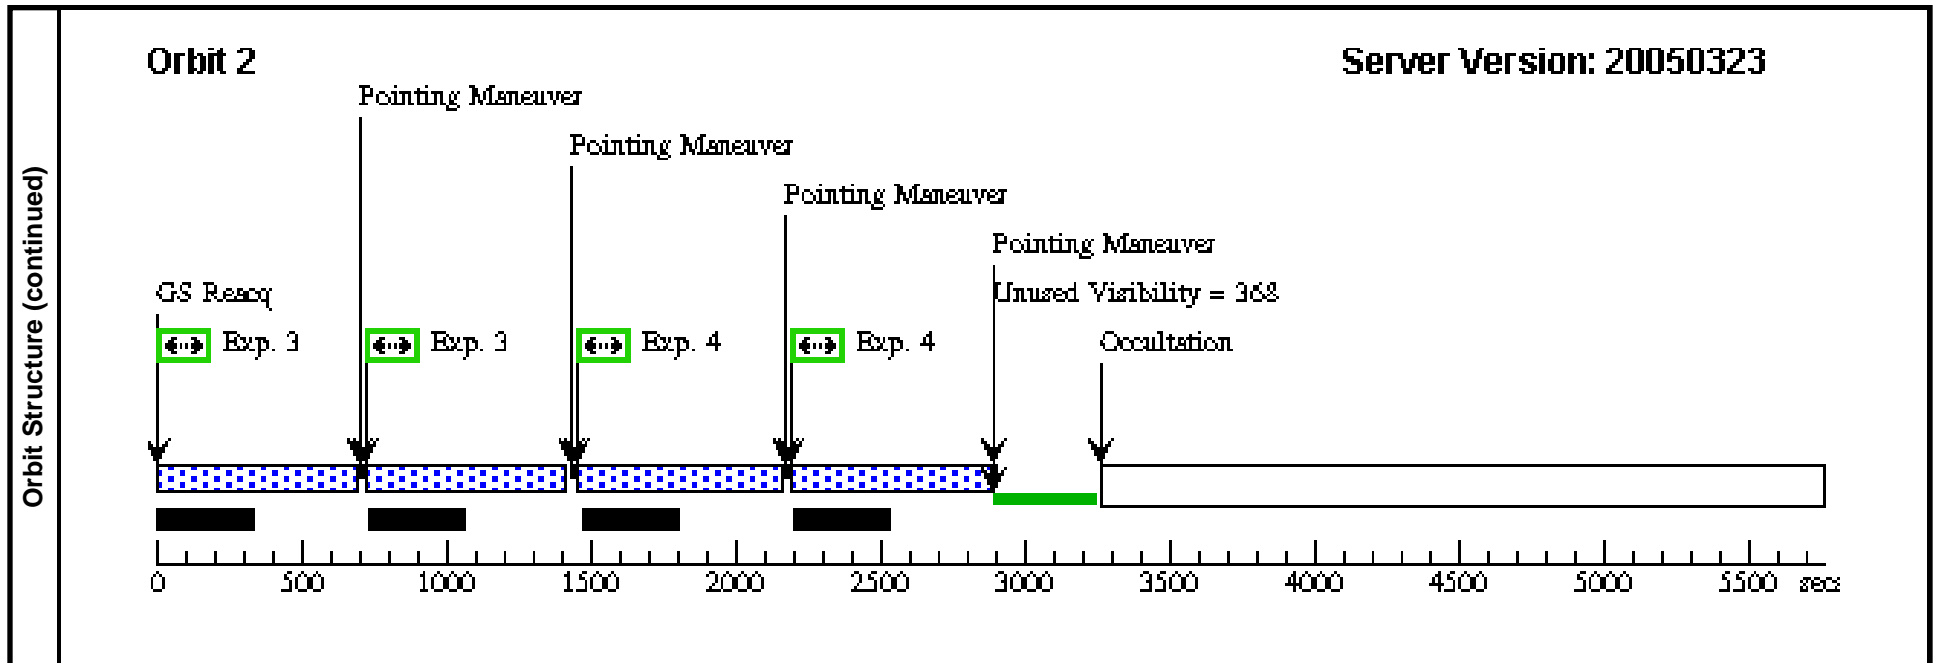 Orbit Structure (continued)
Orbit 2
Server Version: 20050323
Pointing Maneuver
Pointing Maneuver
Pointing Maneuver
Pointing Maneuver
GS Reacq
Unused Visibility = 368
Exp. 3
Exp. 3
Exp. 4
Exp. 4
Occultation
0 500 1000 1500 2000 2500 3000 3500 4000 4500 5000 5500 secs